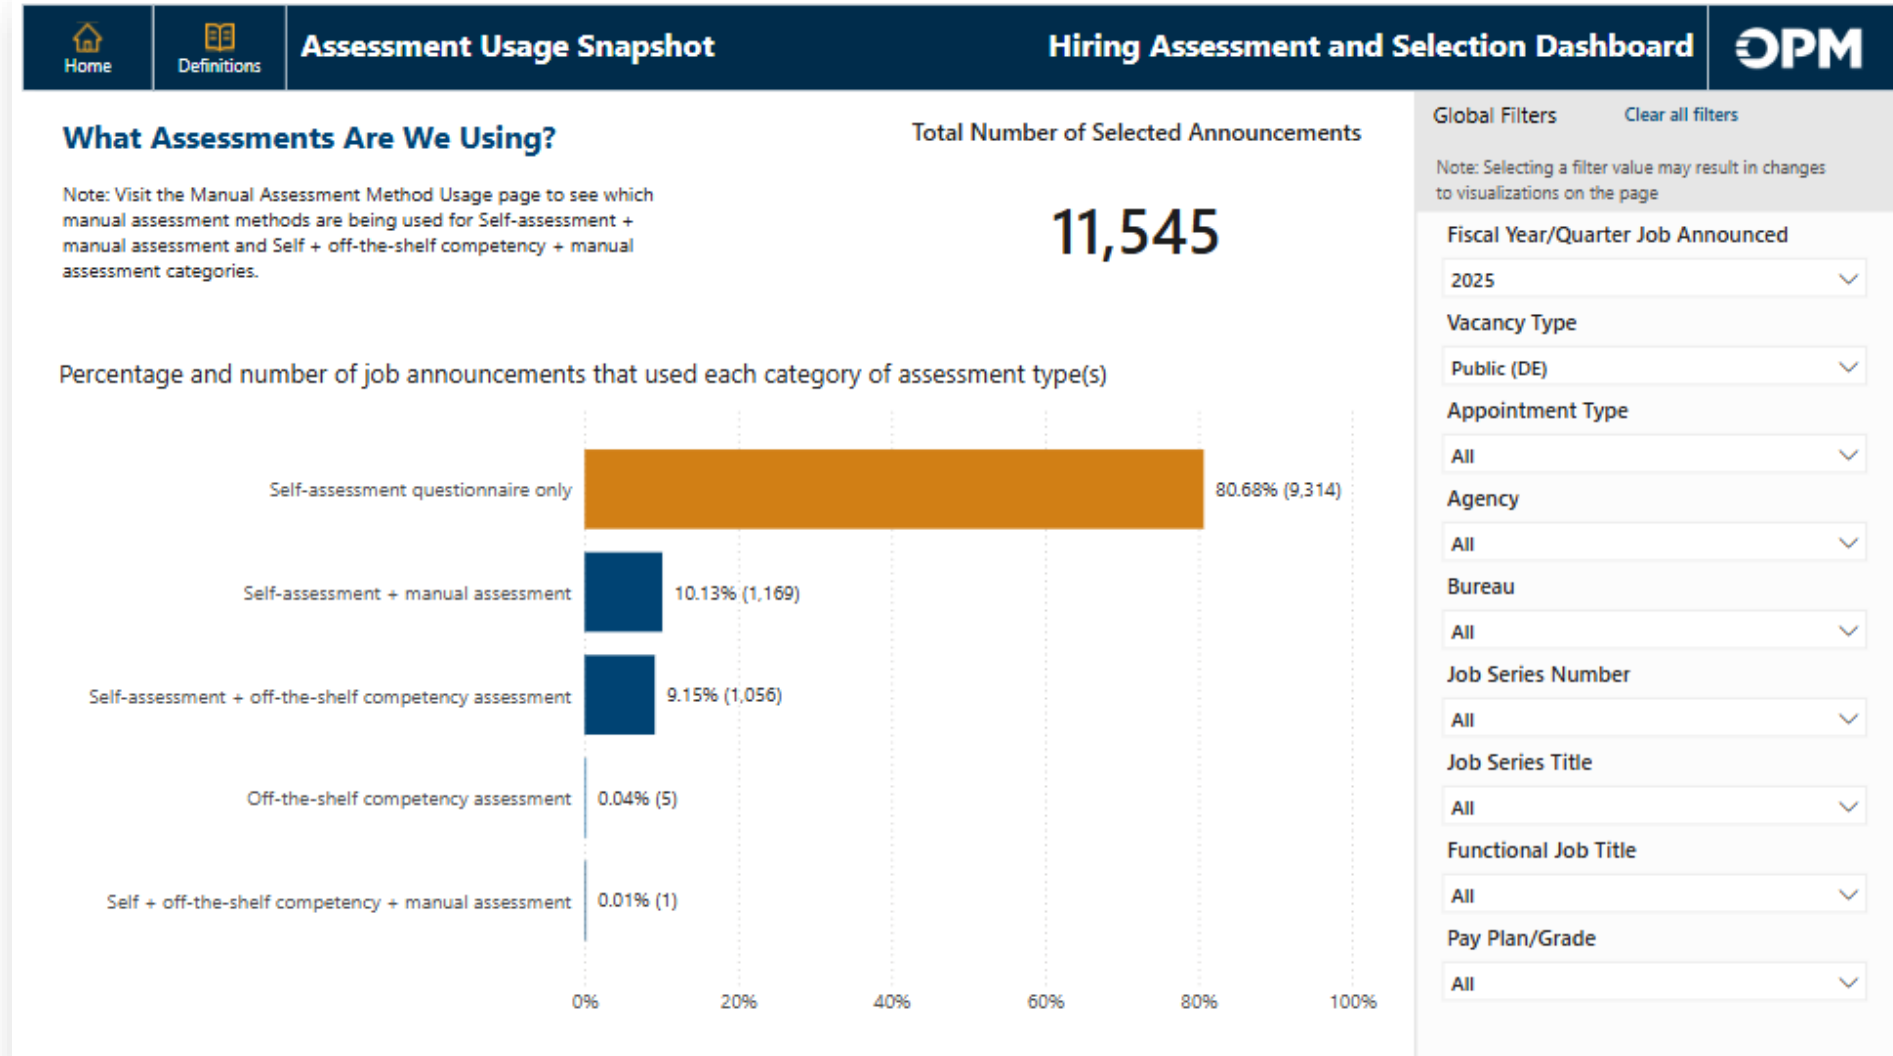 Home
Definitions
Assessment Usage Snapshot
Hiring Assessment and Selection Dashboard
OPM
What Assessments Are We Using?
Note: Visit the Manual Assessment Method Usage page to see which
manual assessment methods are being used for Self-assessment +
manual assessment and Self + off-the-shelf competency + manual
assessment categories.
Total Number of Selected Announcements
11,545
Percentage and number of job announcements that used each category of assessment type(s)
Self-assessment questionnaire only
80.68% (9,314)
Self-assessment + manual assessment
10.13% (1,169)
Self-assessment + off-the-shelf competency assessment
9.15% (1,056)
Off-the-shelf competency assessment
0.04% (5)
Self + off-the-shelf competency + manual assessment
0.01% (1)
0%
20%
40%
60%
80%
100%
Global Filters
Clear all filters
Note: Selecting a filter value may result in changes
to visualizations on the page
Fiscal Year/Quarter Job Announced
2025
Vacancy Type
Public (DE)
Appointment Type
All
Agency
All
Bureau
All
Job Series Number
All
Job Series Title
All
Functional Job Title
All
Pay Plan/Grade
All